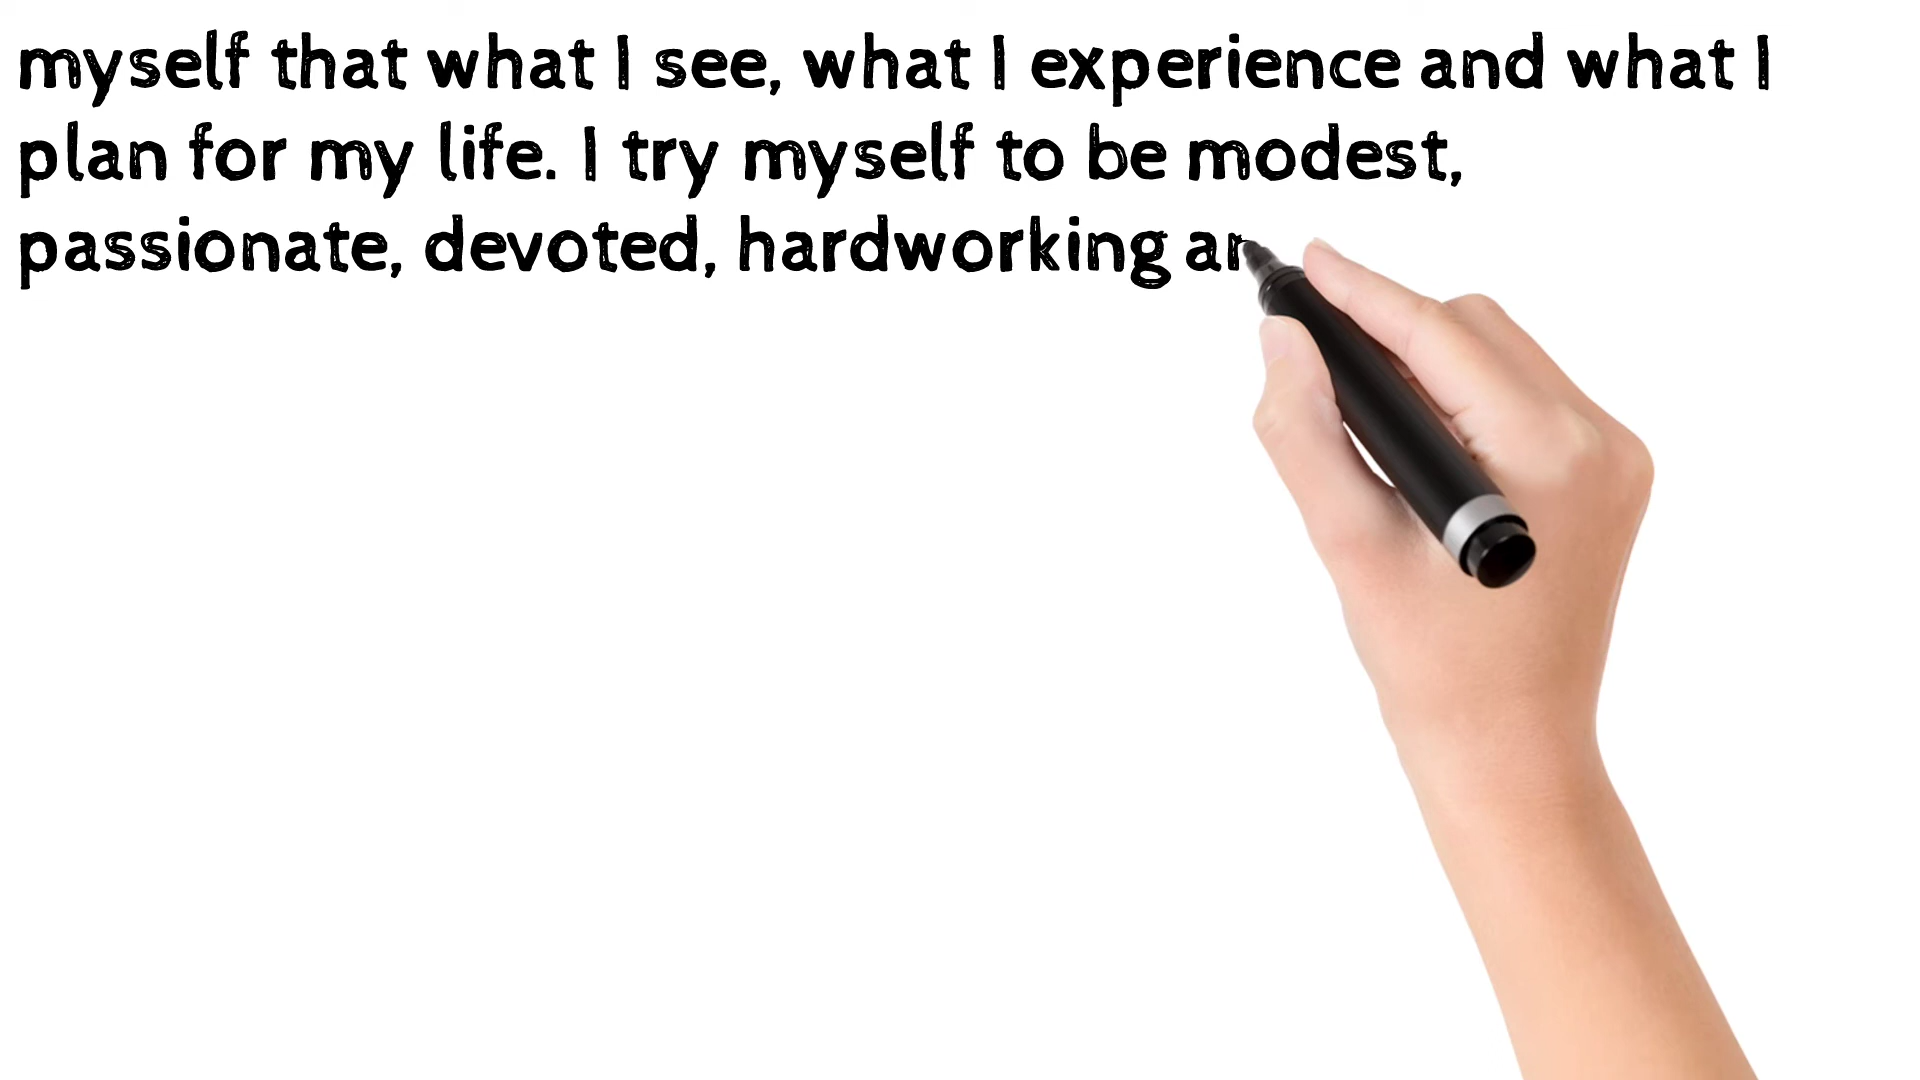 myself that what I see, what I experience and what I
plan for my life. I try myself to be modest,
passionate, devoted, hardworking